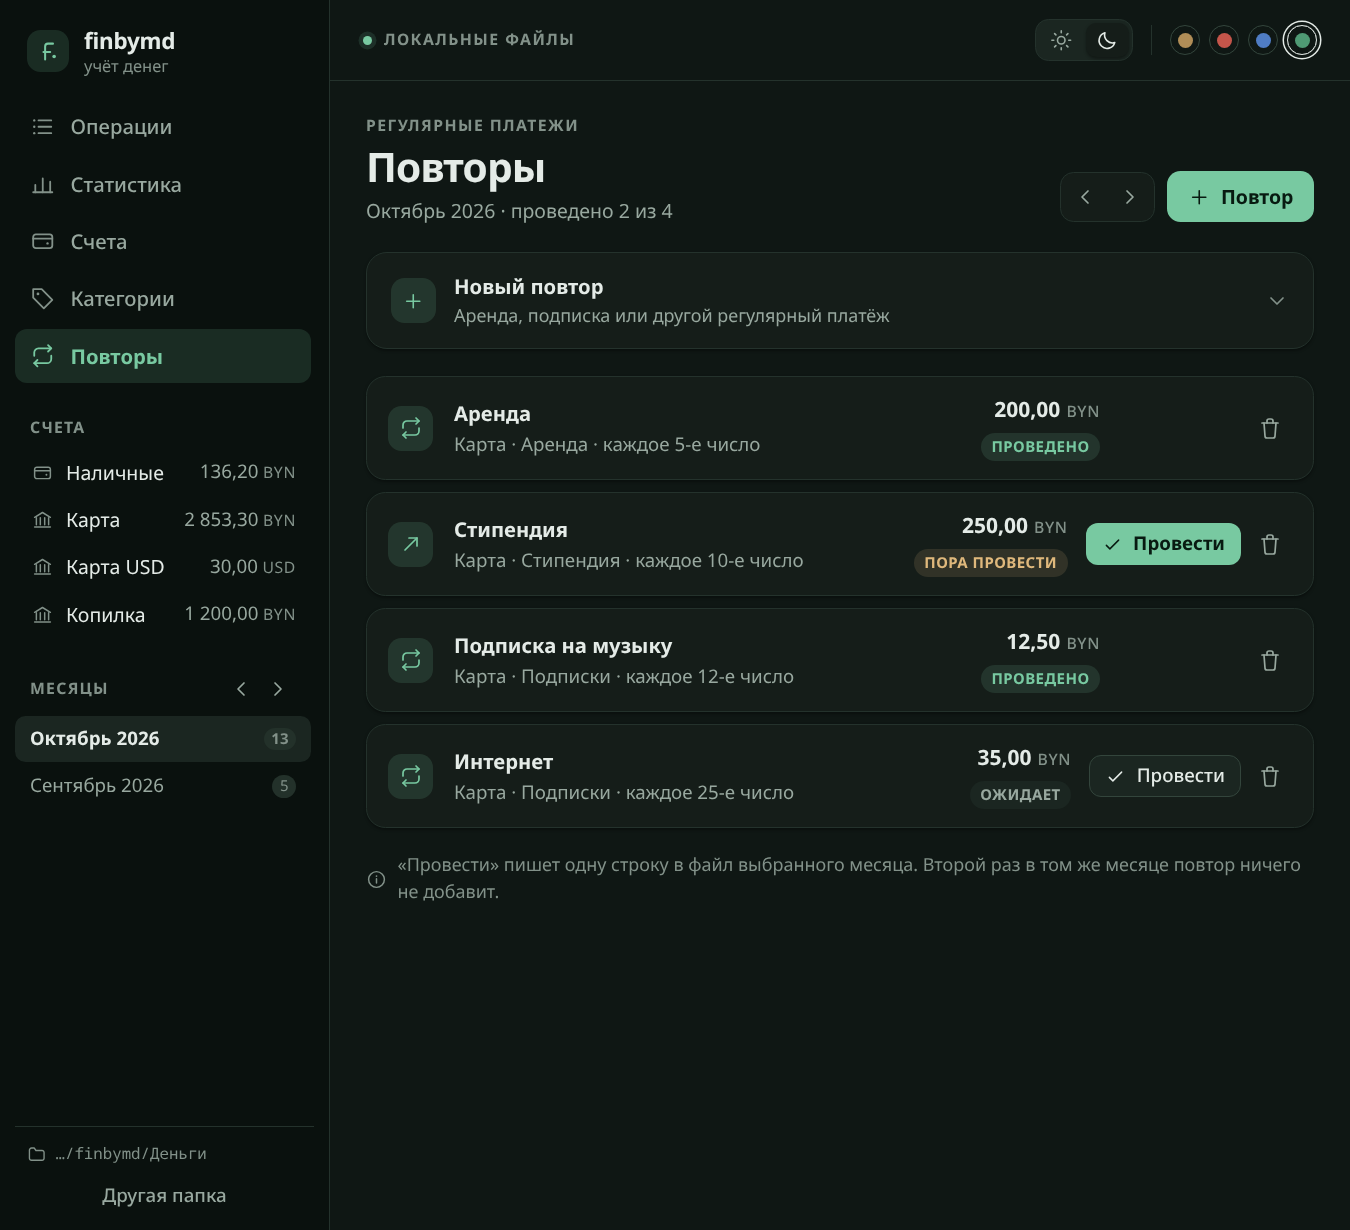 finbymd
учёт денег
Операции
Статистика
Счета
Категории
Повторы
СЧЕТА
Наличные 136,20 BYN
Карта 2 853,30 BYN
Карта USD 30,00 USD
Копилка 1 200,00 BYN
МЕСЯЦЫ
Октябрь 2026 13
Сентябрь 2026 5
…/finbymd/Деньги
Другая папка
ЛОКАЛЬНЫЕ ФАЙЛЫ
РЕГУЛЯРНЫЕ ПЛАТЕЖИ
Повторы
Октябрь 2026 · проведено 2 из 4
Повтор
Новый повтор
Аренда, подписка или другой регулярный платёж
Аренда
Карта · Аренда · каждое 5-е число
200,00 BYN
ПРОВЕДЕНО
Стипендия
Карта · Стипендия · каждое 10-е число
250,00 BYN
ПОРА ПРОВЕСТИ
Провести
Подписка на музыку
Карта · Подписки · каждое 12-е число
12,50 BYN
ПРОВЕДЕНО
Интернет
Карта · Подписки · каждое 25-е число
35,00 BYN
ОЖИДАЕТ
Провести
«Провести» пишет одну строку в файл выбранного месяца. Второй раз в том же месяце повтор ничего
не добавит.